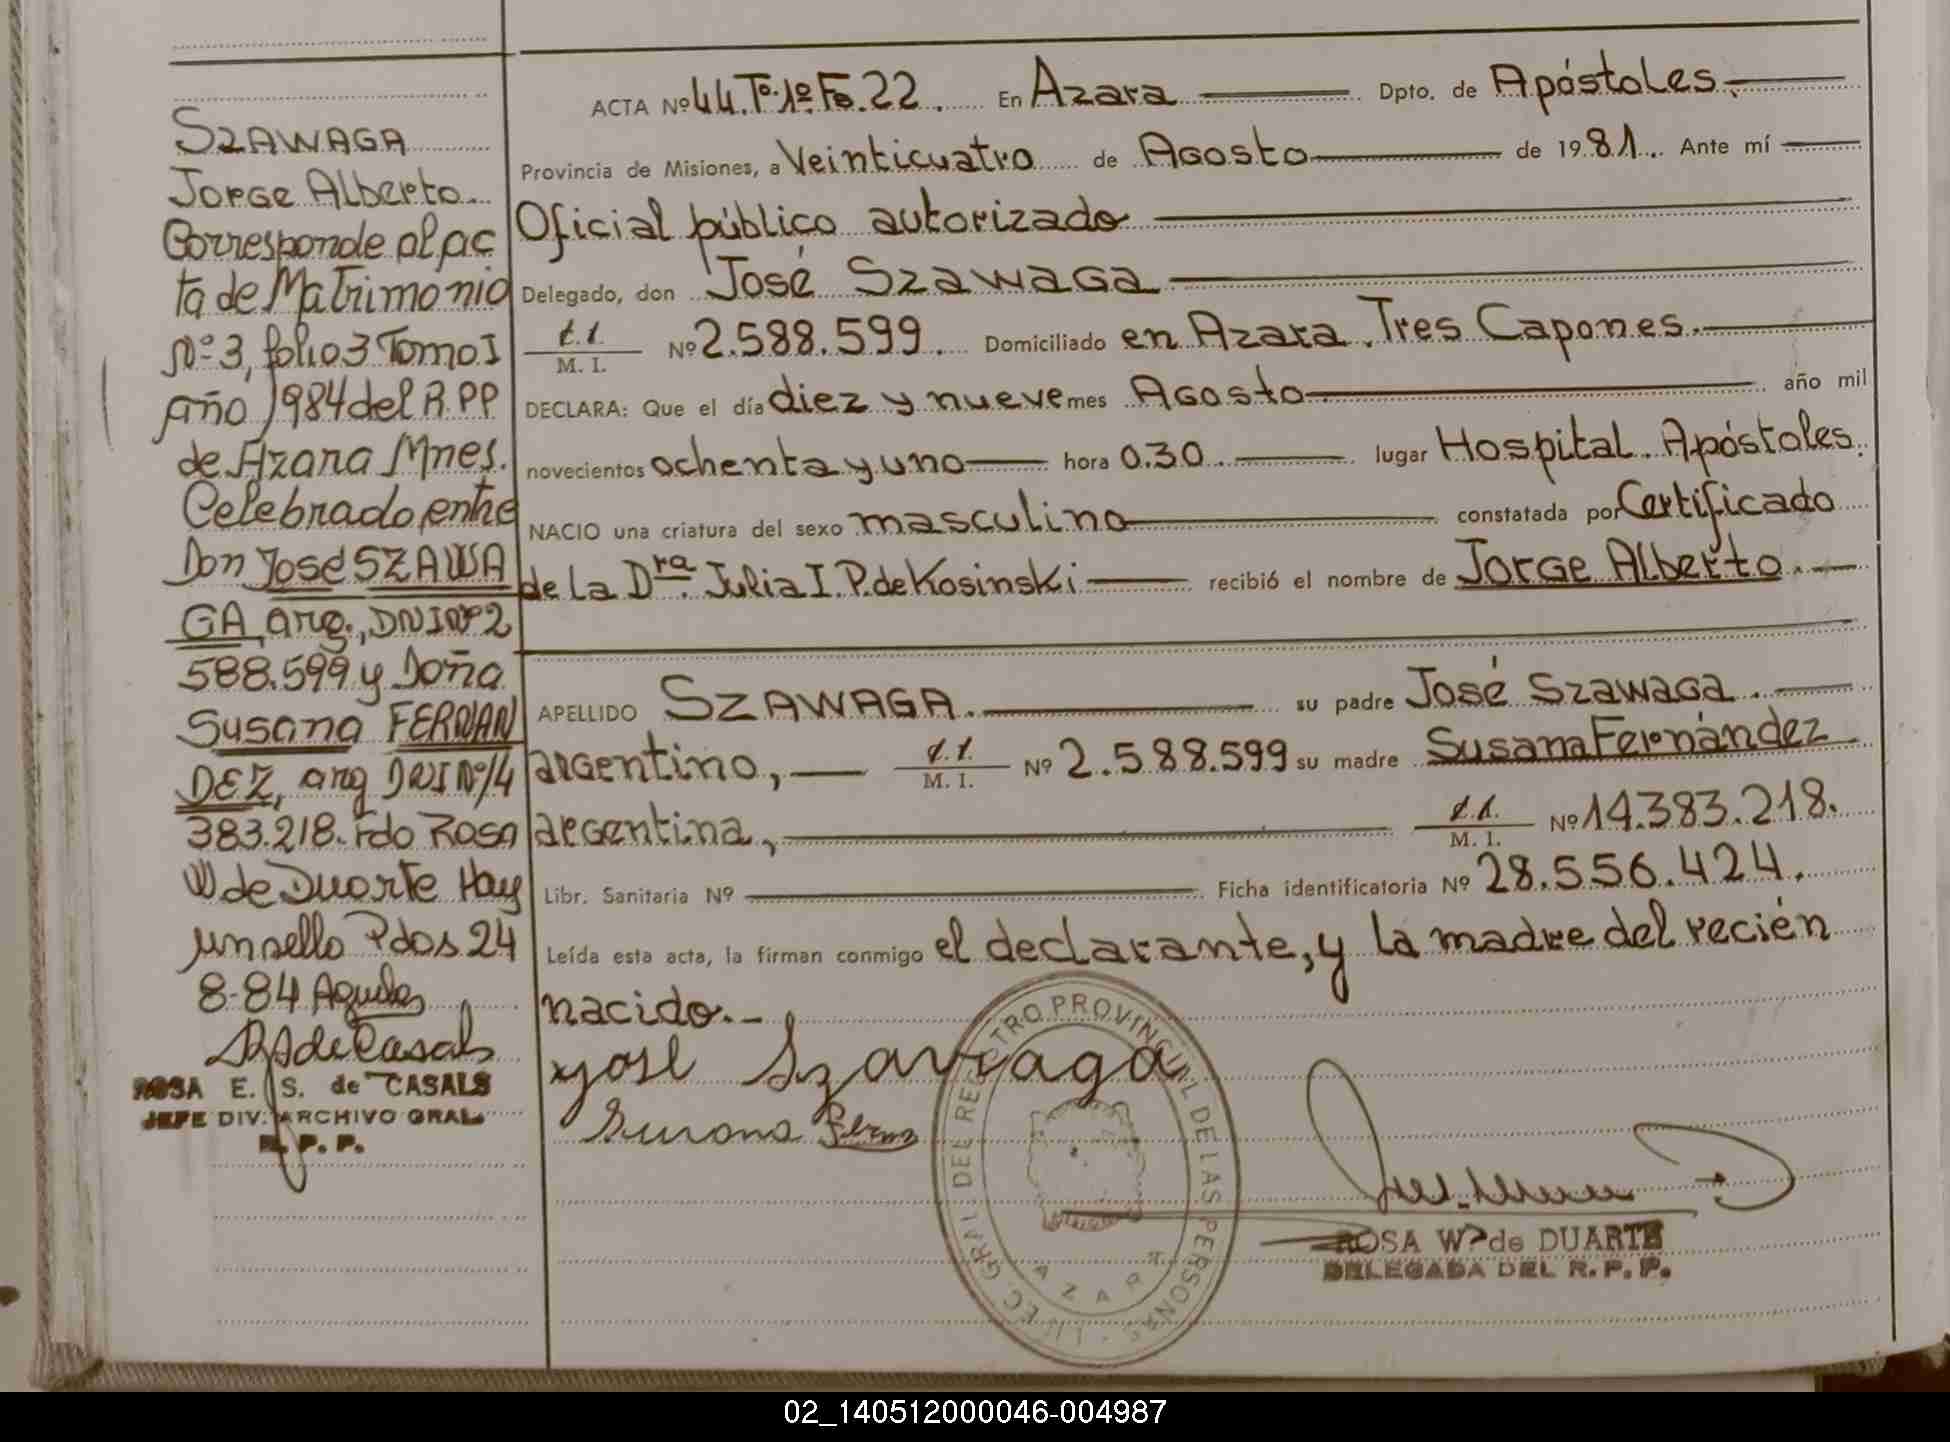 SZAWAGA
Jorge Alberto
Corresponde al ac
ta de Matrimonio
Nº 3, folio 3 Tomo I
año 1984 del R.PP
de Azara Mnes.
Celebrado entre
Don José SZAWA
GA, arg., DNI Nº 2
588.599 y Doña
Susana FERNAN
DEZ, arg DNI Nº 14
383.218. Fdo Rosa
W de Duarte Hay
un sello Pdas 24
8-84
ROSA E. S. de CASALS
JEFE DIV. ARCHIVO GRAL.
R. P. P.
ACTA Nº 44. Tº. 1º Fº. 22. En Azara Dpto. de Apóstoles.
Provincia de Misiones, a Veinticuatro de Agosto de 1981. Ante mí
Oficial público autorizado
Delegado, don José Szawaga
M. I. Nº 2.588.599. Domiciliado en Azara. Tres Capones.
DECLARA: Que el día diez y nueve mes Agosto año mil
novecientos ochenta y uno hora 0.30 lugar Hospital. Apóstoles.
NACIO una criatura del sexo masculino constatada por Certificado
de la Dra. Julia I. P. de Kosinski recibió el nombre de Jorge Alberto.
APELLIDO SZAWAGA. su padre José Szawaga.
argentino, M. I. Nº 2.588.599 su madre Susana Fernández
argentina, M. I. Nº 14.383.218.
Libr. Sanitaria Nº Ficha identificatoria Nº 28.556.424.
Leída esta acta, la firman conmigo el declarante, y la madre del recién
nacido.-
José Szawaga
Susana
REGISTRO PROVINCIAL DE LAS PERSONAS
AZARA
ROSA W. de DUARTE
DELEGADA DEL R. P. P.
02_140512000046-004987